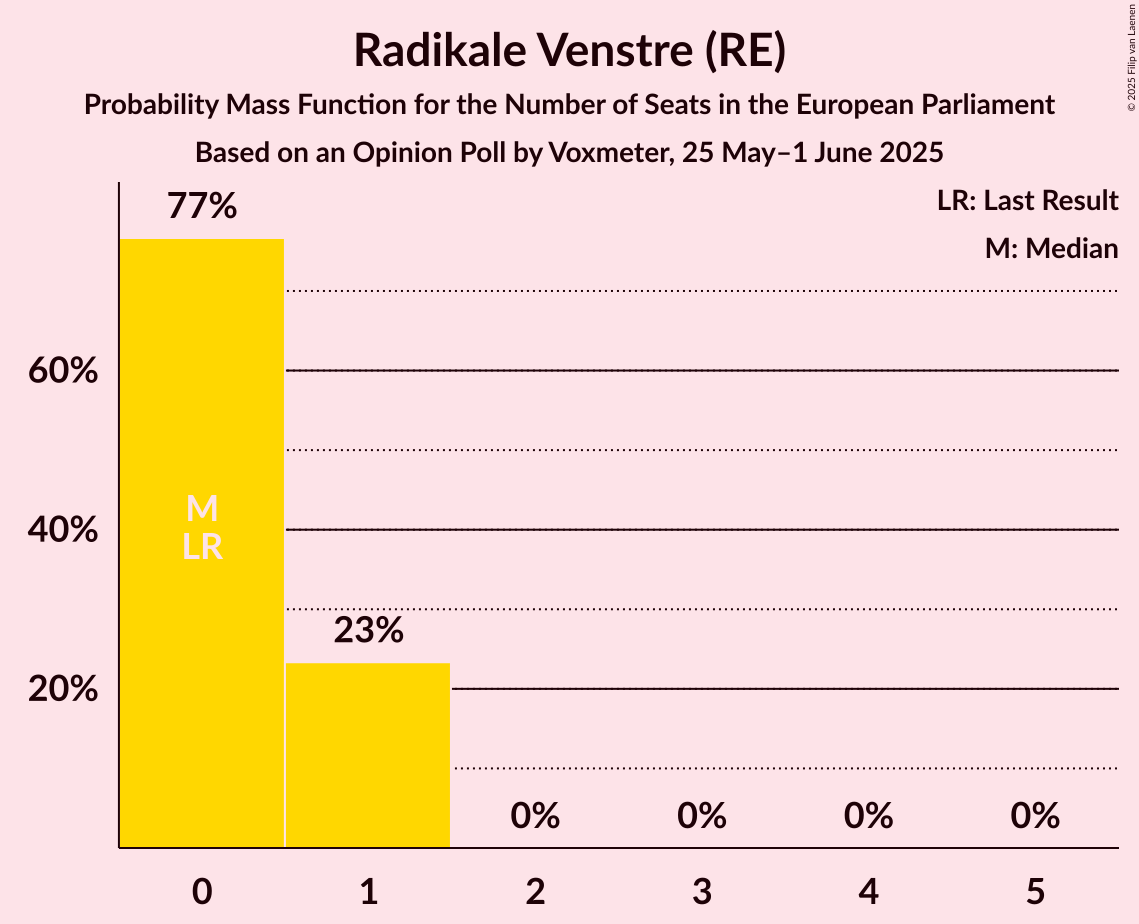 Radikale Venstre (RE)
Probability Mass Function for the Number of Seats in the European Parliament
Based on an Opinion Poll by Voxmeter, 25 May–1 June 2025
© 2025 Filip van Laenen
LR: Last Result
M: Median
77%
60%
40%
20%
M
LR
23%
0%
0%
0%
0%
0
1
2
3
4
5